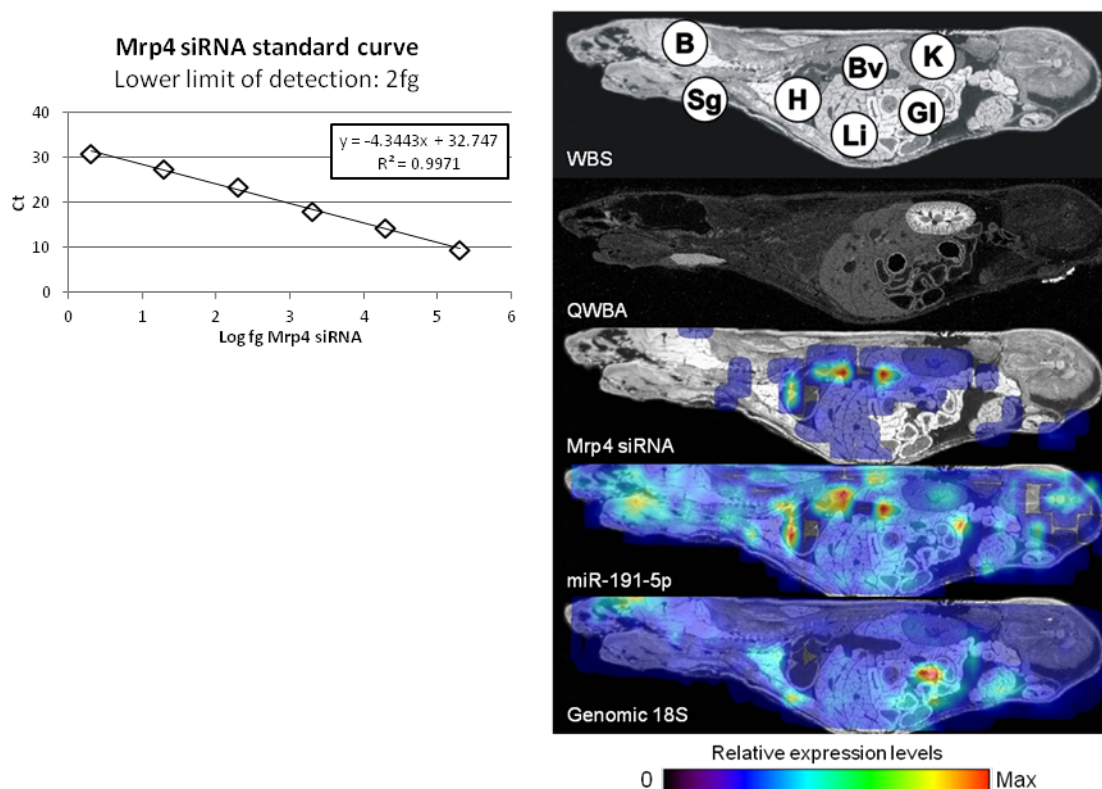 Mrp4 siRNA standard curve
Lower limit of detection: 2fg
40
30
20
10
0
Ct
y = -4.3443x + 32.747
R² = 0.9971
0 1 2 3 4 5 6
Log fg Mrp4 siRNA
B
Bv
K
Sg
H
Gl
Li
WBS
QWBA
Mrp4 siRNA
miR-191-5p
Genomic 18S
Relative expression levels
0 Max